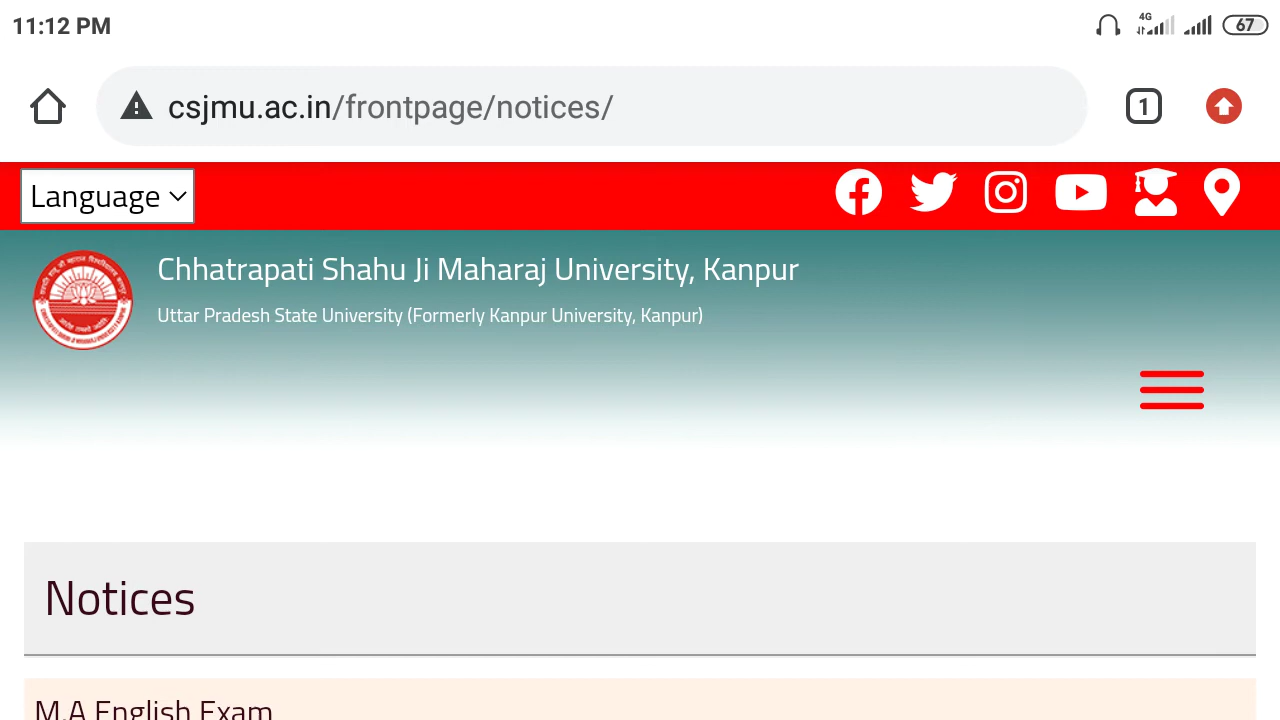 11:12 PM
4G
67
csjmu.ac.in/frontpage/notices/
1
Language
Chhatrapati Shahu Ji Maharaj University, Kanpur
Uttar Pradesh State University (Formerly Kanpur University, Kanpur)
Notices
M.A English Exam